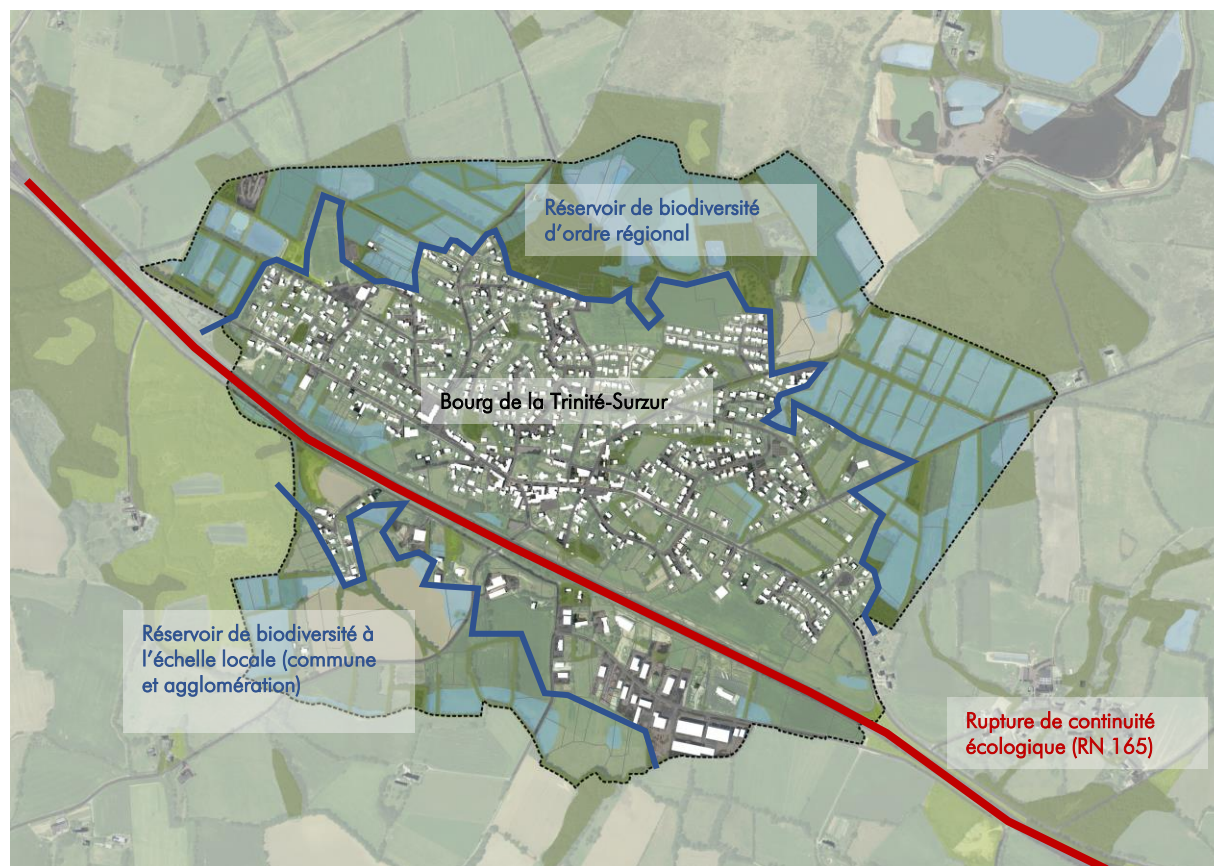 Réservoir de biodiversité
d'ordre régional
Bourg de la Trinité-Surzur
Réservoir de biodiversité à
l'échelle locale (commune
et agglomération)
Rupture de continuité
écologique (RN 165)